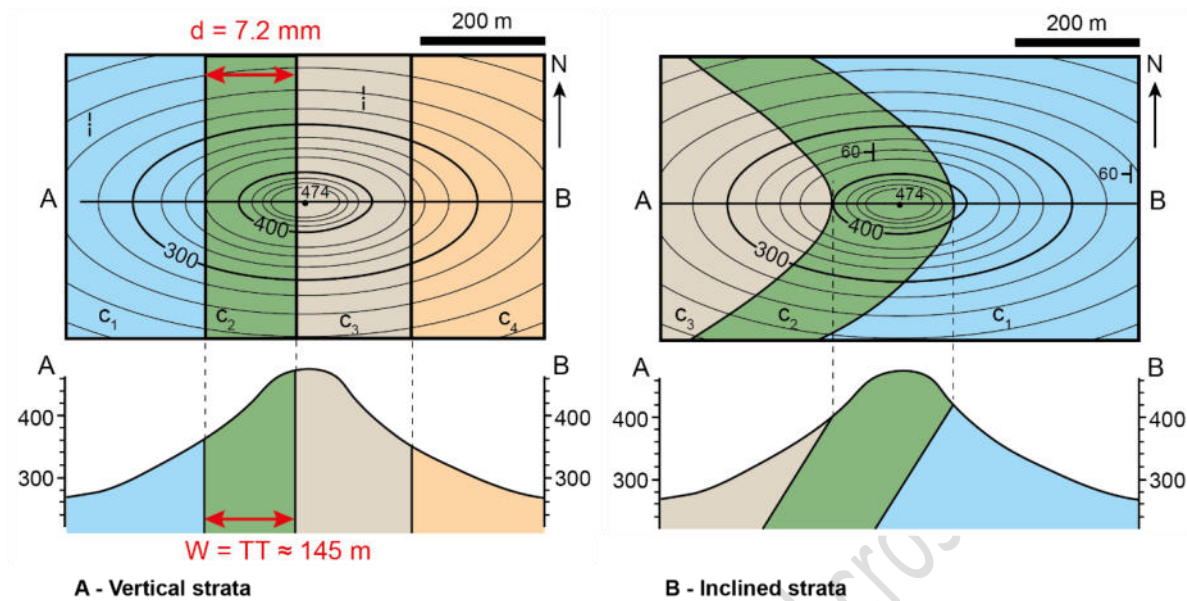 d = 7.2 mm
200 m
N
A
B
474
400
300
c1
c2
c3
c4
A
B
400
300
400
300
W = TT ≈ 145 m
A - Vertical strata
200 m
N
A
B
60
60
474
400
300
c3
c2
c1
A
B
400
300
400
300
B - Inclined strata